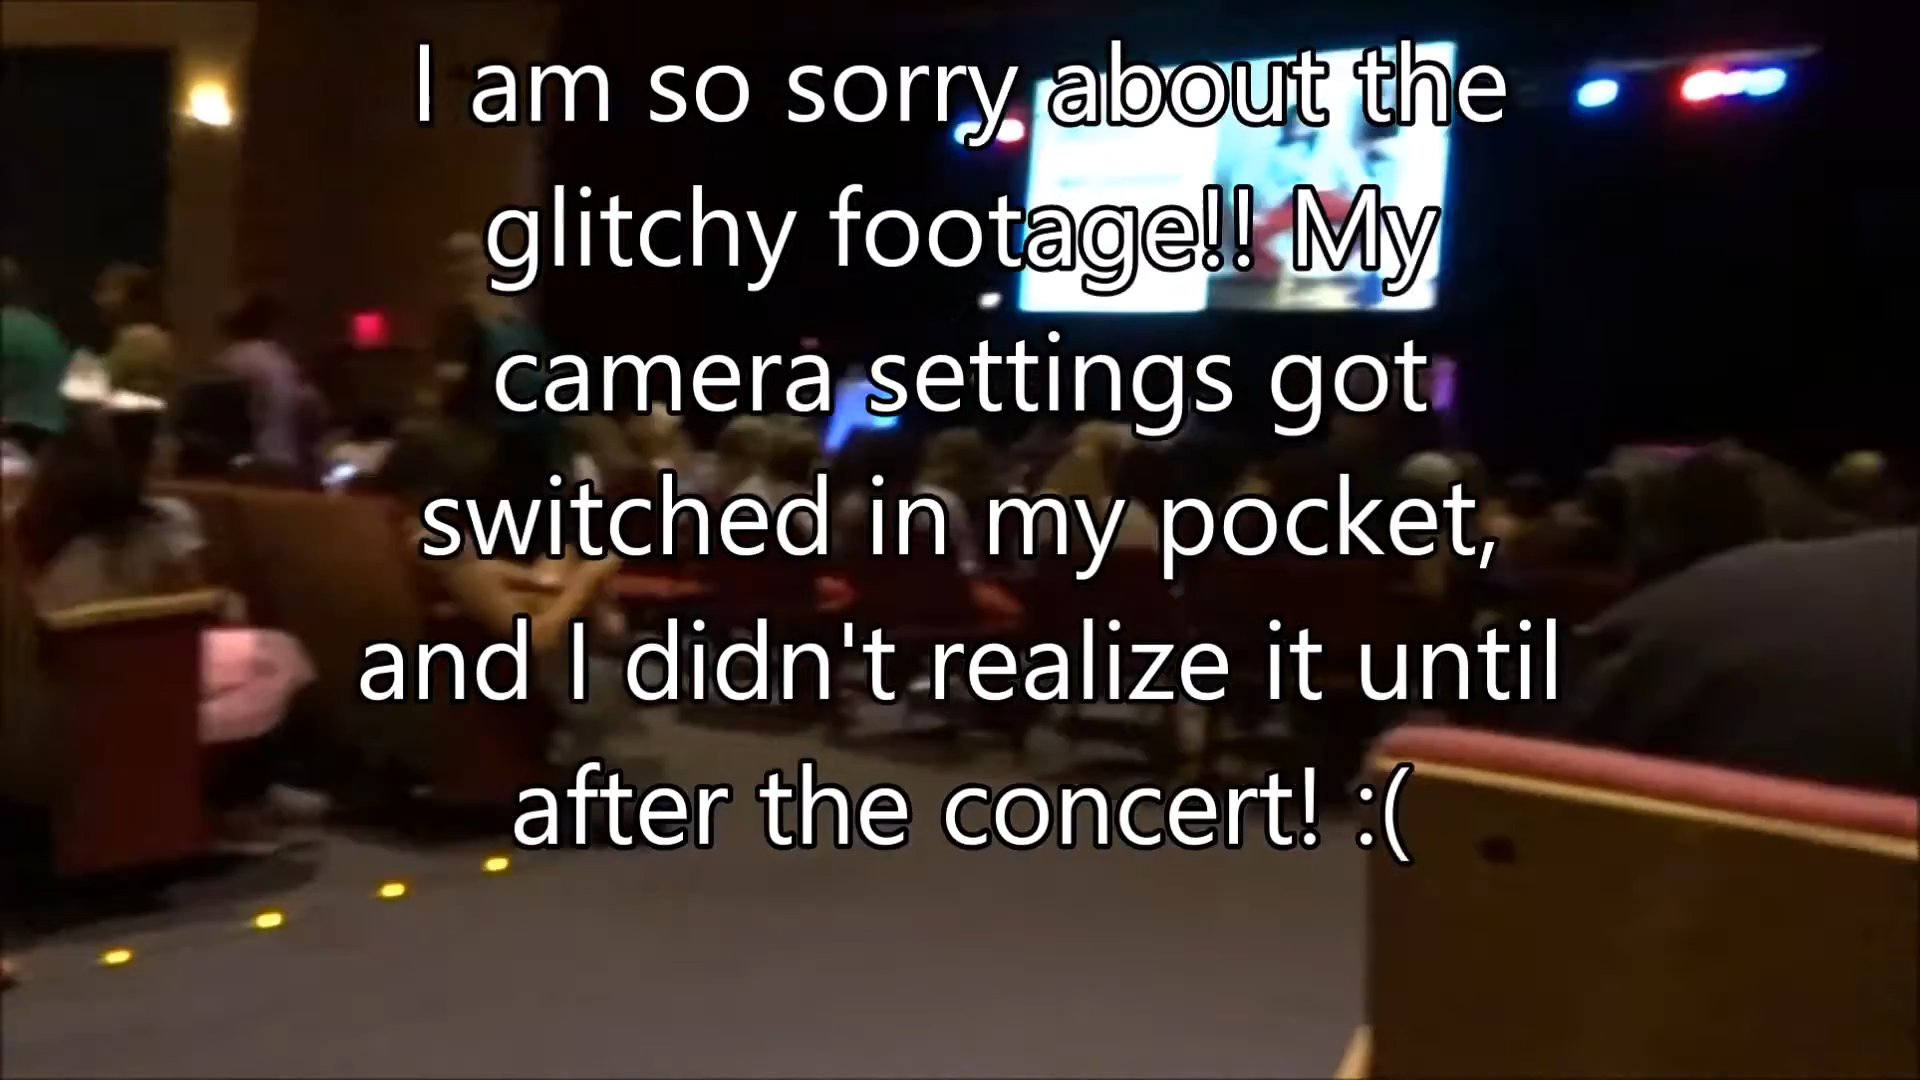 I am so sorry about the
glitchy footage!! My
camera settings got
switched in my pocket,
and I didn't realize it until
after the concert! :(